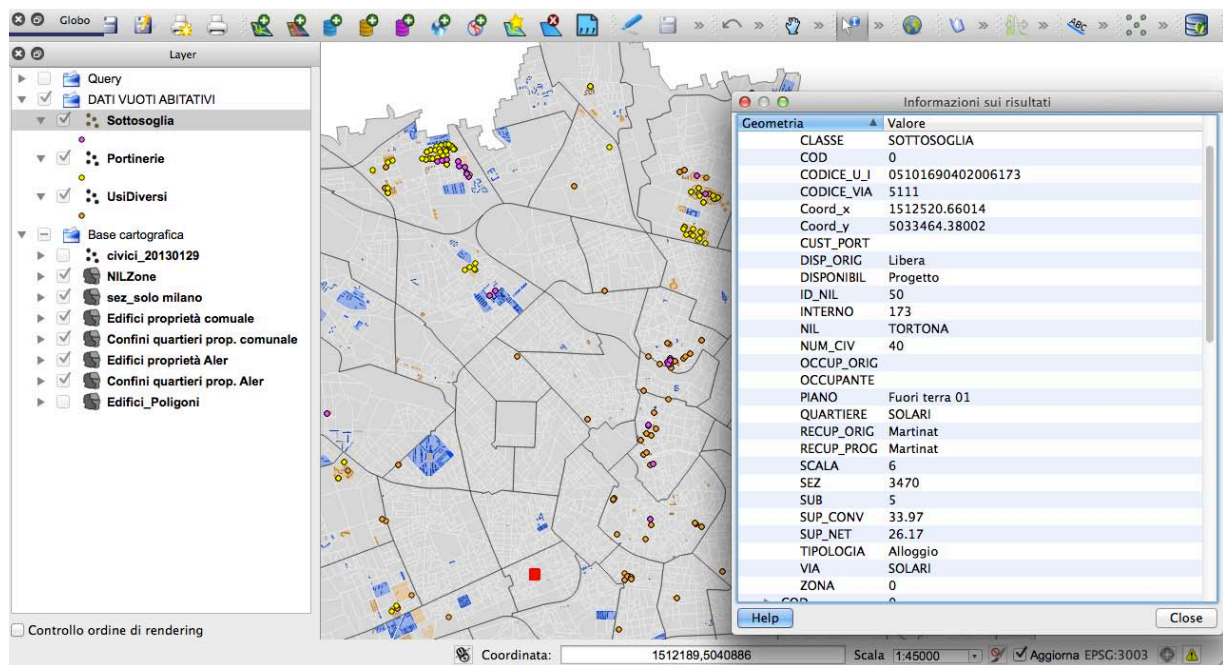 Globo
ABC
Layer
Query
DATI VUOTI ABITATIVI
Sottosoglia
Portinerie
UsiDiversi
Base cartografica
civici_20130129
NILZone
sez_solo milano
Edifici proprietà comuale
Confini quartieri prop. comunale
Edifici proprietà Aler
Confini quartieri prop. Aler
Edifici_Poligoni
Controllo ordine di rendering
Informazioni sui risultati
Geometria Valore
CLASSE SOTTOSOGLIA
COD 0
CODICE_U_I 05101690402006173
CODICE_VIA 5111
Coord_x 1512520.66014
Coord_y 5033464.38002
CUST_PORT
DISP_ORIG Libera
DISPONIBIL Progetto
ID_NIL 50
INTERNO 173
NIL TORTONA
NUM_CIV 40
OCCUP_ORIG
OCCUPANTE
PIANO Fuori terra 01
QUARTIERE SOLARI
RECUP_ORIG Martinat
RECUP_PROG Martinat
SCALA 6
SEZ 3470
SUB 5
SUP_CONV 33.97
SUP_NET 26.17
TIPOLOGIA Alloggio
VIA SOLARI
ZONA 0
Help Close
Coordinata: 1512189,5040886 Scala 1:45000 Aggiorna EPSG:3003